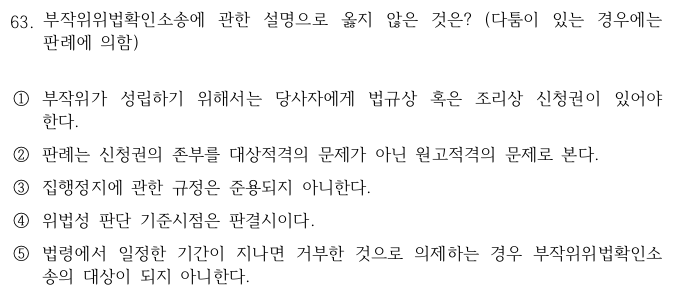 63. 부작위위법확인소송에 관한 설명으로 옳지 않은 것은? (다툼이 있는 경우에는
판례에 의함)
① 부작위가 성립하기 위해서는 당사자에게 법규상 혹은 조리상 신청권이 있어야
한다.
② 판례는 신청권의 존부를 대상적격의 문제가 아닌 원고적격의 문제로 본다.
③ 집행정지에 관한 규정은 준용되지 아니한다.
④ 위법성 판단 기준시점은 판결시이다.
⑤ 법령에서 일정한 기간이 지나면 거부한 것으로 의제하는 경우 부작위위법확인소
송의 대상이 되지 아니한다.